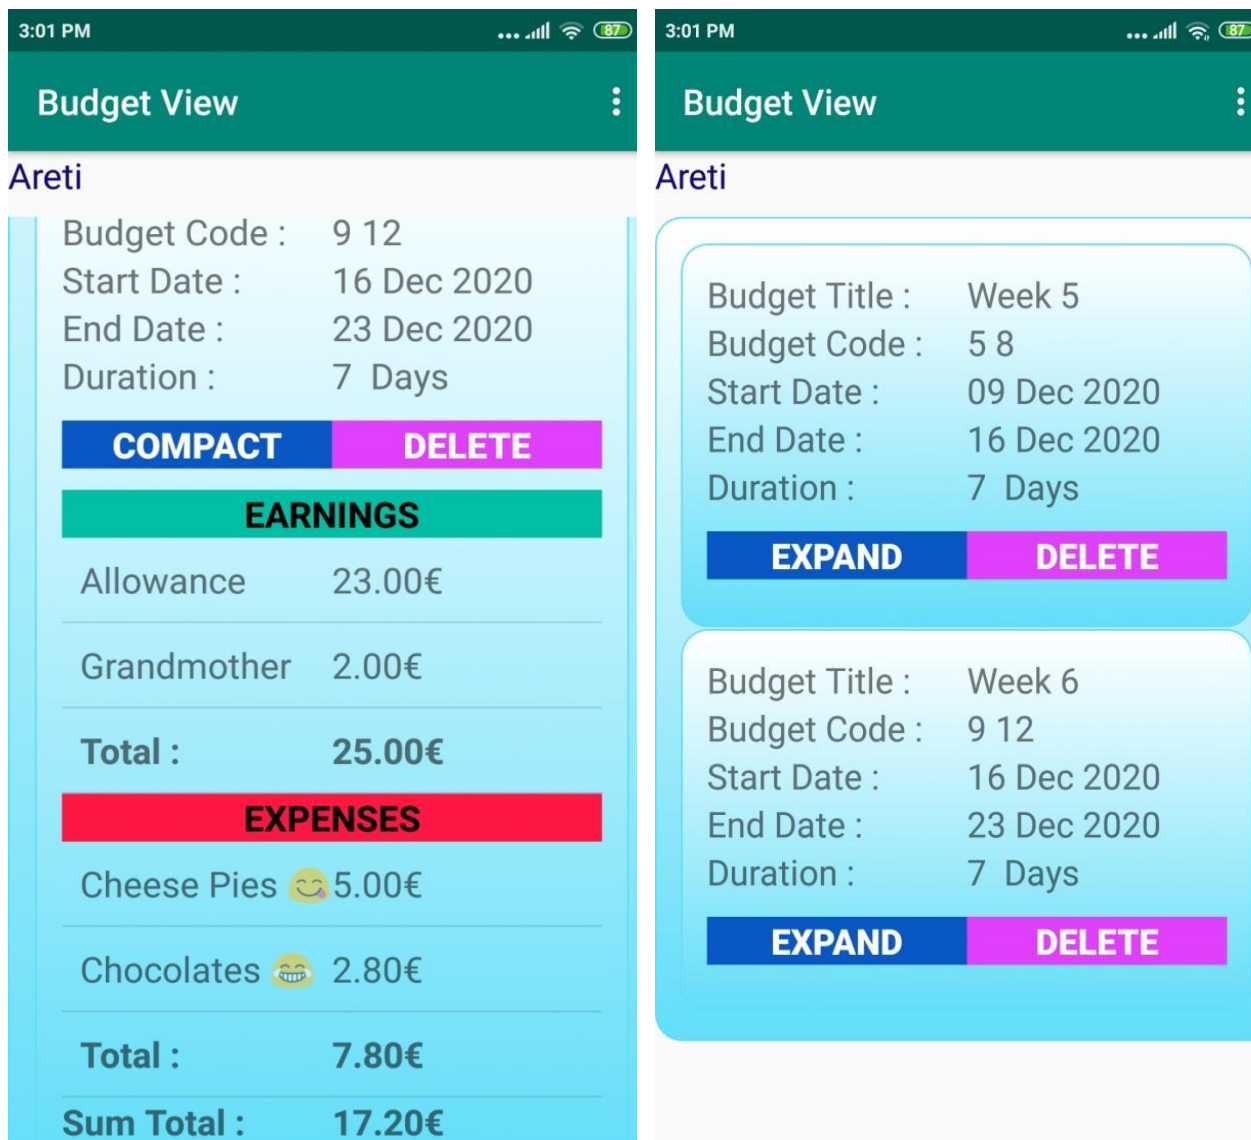 3:01 PM
87
Budget View
Areti
Budget Code : 9 12
Start Date : 16 Dec 2020
End Date : 23 Dec 2020
Duration : 7 Days
COMPACT DELETE
EARNINGS
Allowance 23.00€
Grandmother 2.00€
Total : 25.00€
EXPENSES
Cheese Pies 😋 5.00€
Chocolates 😂 2.80€
Total : 7.80€
Sum Total : 17.20€
3:01 PM
87
Budget View
Areti
Budget Title : Week 5
Budget Code : 5 8
Start Date : 09 Dec 2020
End Date : 16 Dec 2020
Duration : 7 Days
EXPAND DELETE
Budget Title : Week 6
Budget Code : 9 12
Start Date : 16 Dec 2020
End Date : 23 Dec 2020
Duration : 7 Days
EXPAND DELETE